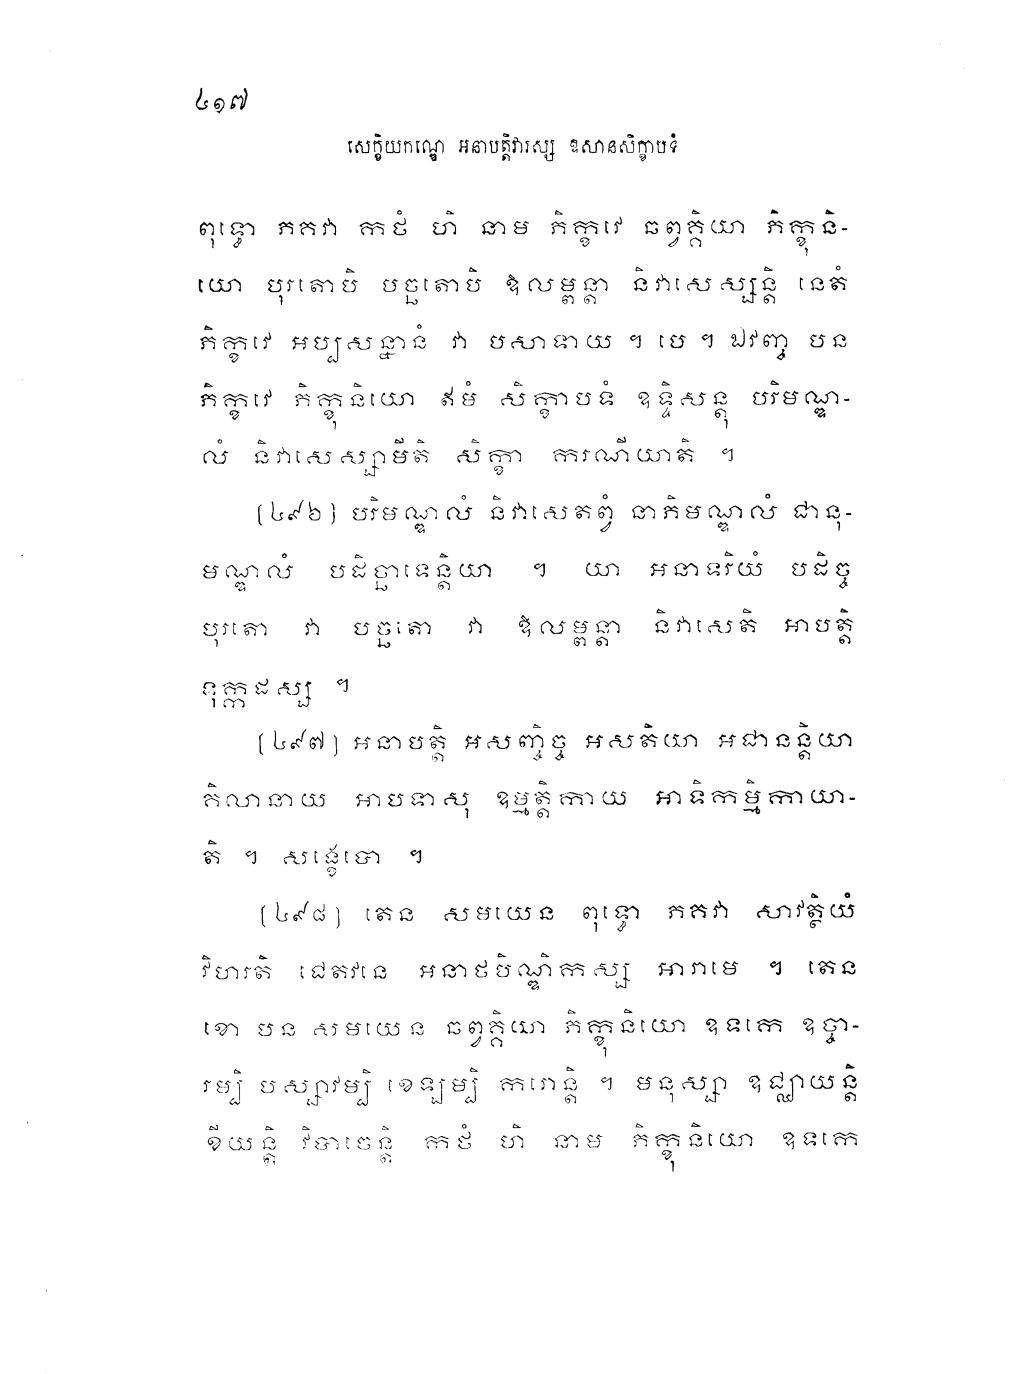 ៤១៧
សេក្ខិយកណ្ឌេ អនាបត្តិវារស្ស ឧសានសិក្ខាបទំ
ពុទ្ធោ ភគវា កថំ ហិ នាម ភិក្ខវេ ឆព្វគ្គិយា ភិក្ខុនិ-
យោ បុរតោបិ បច្ឆតោបិ ឱលម្ពន្តា និវាសេស្សន្តិ នេតំ
ភិក្ខវេ អប្បសន្នានំ វា បសាទាយ ។ បេ ។ ឯវញ្ច បន
ភិក្ខវេ ភិក្ខុនិយោ ឥមំ សិក្ខាបទំ ឧទ្ទិសន្តុ បរិមណ្ឌ-
លំ និវាសេស្សាមីតិ សិក្ខា ករណីយាតិ ។
(៤៩៦) បរិមណ្ឌលំ និវាសេតព្វំ នាភិមណ្ឌលំ ជានុ-
មណ្ឌលំ បដិច្ឆាទេន្តិយា ។ យា អនាទរិយំ បដិច្ច
បុរតោ វា បច្ឆតោ វា ឱលម្ពន្តា និវាសេតិ អាបត្តិ
ទុក្កដស្ស ។
(៤៩៧) អនាបត្តិ អសញ្ចិច្ច អសតិយា អជានន្តិយា
គិលានាយ អាបទាសុ ឧម្មត្តិកាយ អាទិកម្មិកាយា-
តិ ។ សង្ខេបោ ។
(៤៩៨) តេន សមយេន ពុទ្ធោ ភគវា សាវត្ថិយំ
វិហរតិ ជេតវនេ អនាថបិណ្ឌិកស្ស អារាមេ ។ តេន
ខោ បន សមយេន ឆព្វគ្គិយា ភិក្ខុនិយោ ឧទកេ ឧច្ចា-
រម្បិ បស្សាវម្បិ ខេឡម្បិ ករោន្តិ ។ មនុស្សា ឧជ្ឈាយន្តិ
ខីយន្តិ វិបាចេន្តិ កថំ ហិ នាម ភិក្ខុនិយោ ឧទកេ